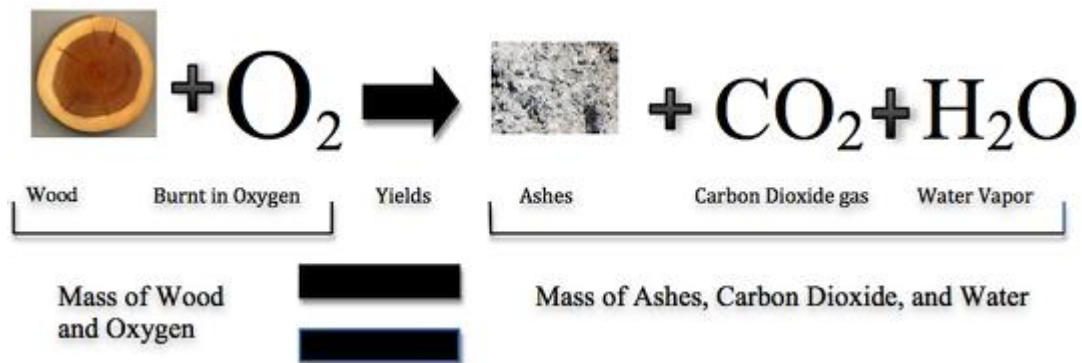 + O₂ + CO₂ + H₂O
Wood Burnt in Oxygen Yields Ashes Carbon Dioxide gas Water Vapor
Mass of Wood
and Oxygen
Mass of Ashes, Carbon Dioxide, and Water